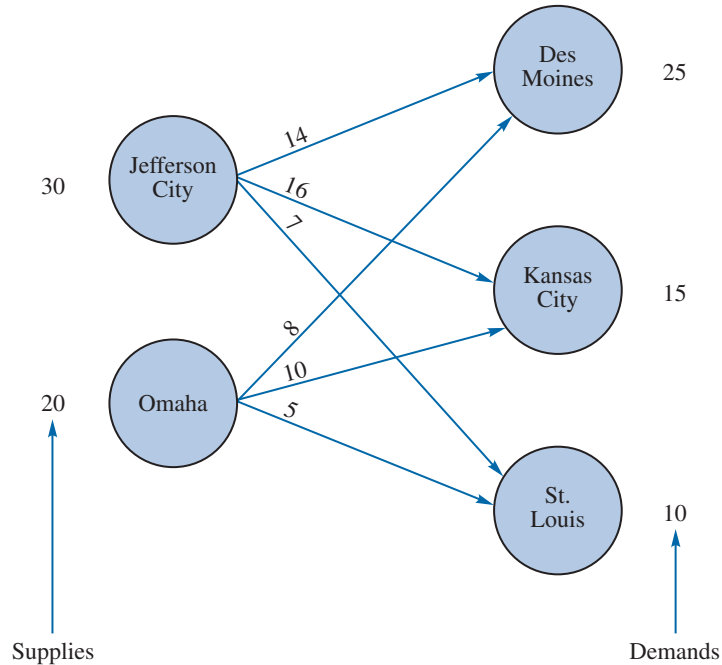 Des
Moines
25
14
Jefferson
City
30
16
7
Kansas
City
15
8
10
Omaha
20
5
St.
Louis
10
Supplies
Demands